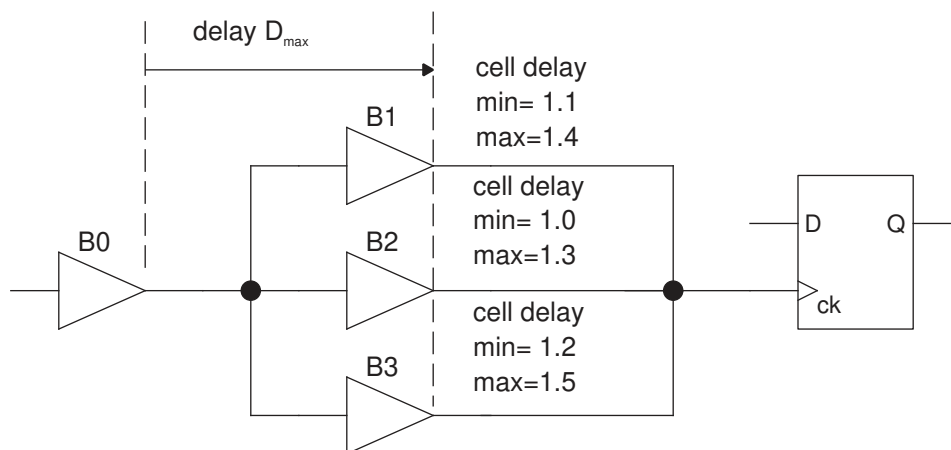 delay Dmax
cell delay
min= 1.1
max=1.4
B1
cell delay
min= 1.0
max=1.3
B0
B2
D
Q
ck
cell delay
min= 1.2
max=1.5
B3